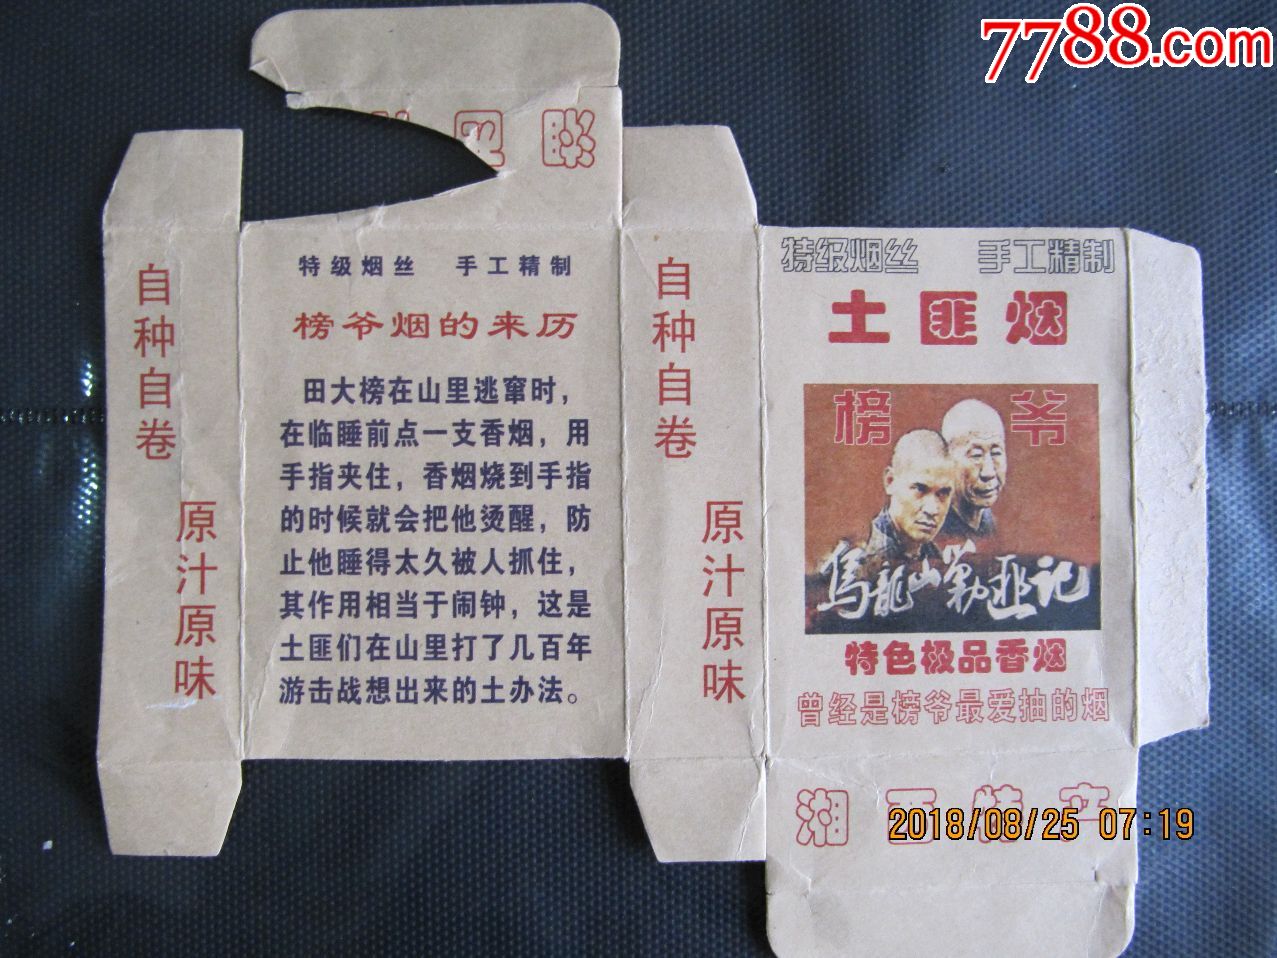 7788.com
烟
匪
特级烟丝 手工精制
榜爷烟的来历
田大榜在山里逃窜时，
在临睡前点一支香烟，用
手指夹住，香烟烧到手指
的时候就会把他烫醒，防
止他睡得太久被人抓住，
其作用相当于闹钟，这是
土匪们在山里打了几百年
游击战想出来的土办法。
自种自卷
原汁原味
自种自卷
原汁原味
特级烟丝 手工精制
土匪烟
榜爷
乌龙山剿匪记
特色极品香烟
曾经是榜爷最爱抽的烟
湘西特产
2018/08/25 07:19